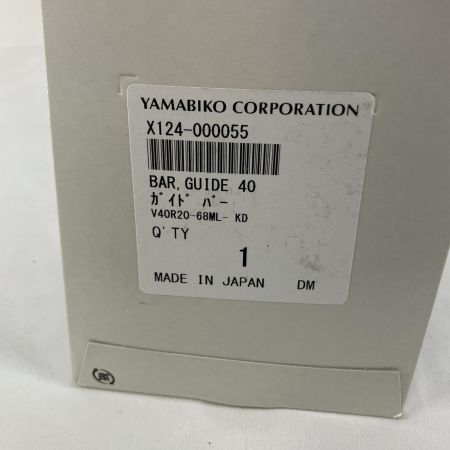 YAMABIKO CORPORATION
X124-000055
BAR, GUIDE 40
ガイド バー
V40R20-68ML- KD
Q'TY
1
MADE IN JAPAN DM